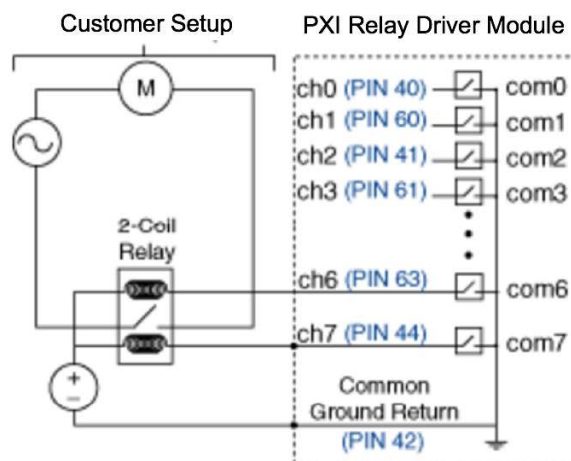 Customer Setup
PXI Relay Driver Module
M
ch0 (PIN 40)
com0
ch1 (PIN 60)
com1
ch2 (PIN 41)
com2
ch3 (PIN 61)
com3
2-Coil
Relay
ch6 (PIN 63)
com6
ch7 (PIN 44)
com7
+
−
Common
Ground Return
(PIN 42)